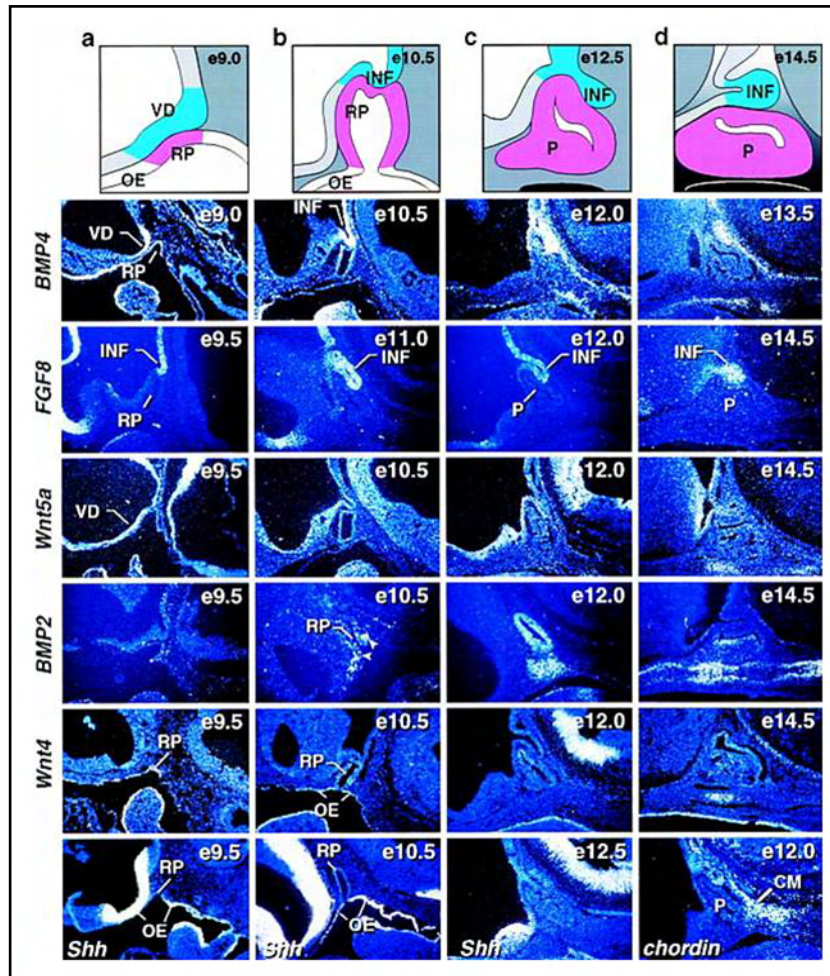 a b c d
e9.0 e10.5 e12.5 e14.5
VD RP OE
INF RP OE
INF P
INF P
BMP4
e9.0 VD RP
e10.5 INF
e12.0
e13.5
FGF8
e9.5 INF RP
e11.0 INF
e12.0 INF P
e14.5 INF P
Wnt5a
e9.5 VD
e10.5
e12.0
e14.5
BMP2
e9.5
e10.5 RP
e12.0
e14.5
Wnt4
e9.5 RP
e10.5 RP OE
e12.0
e14.5
e9.5 RP OE Shh
e10.5 RP OE Shh
e12.5 Shh
e12.0 CM P chordin